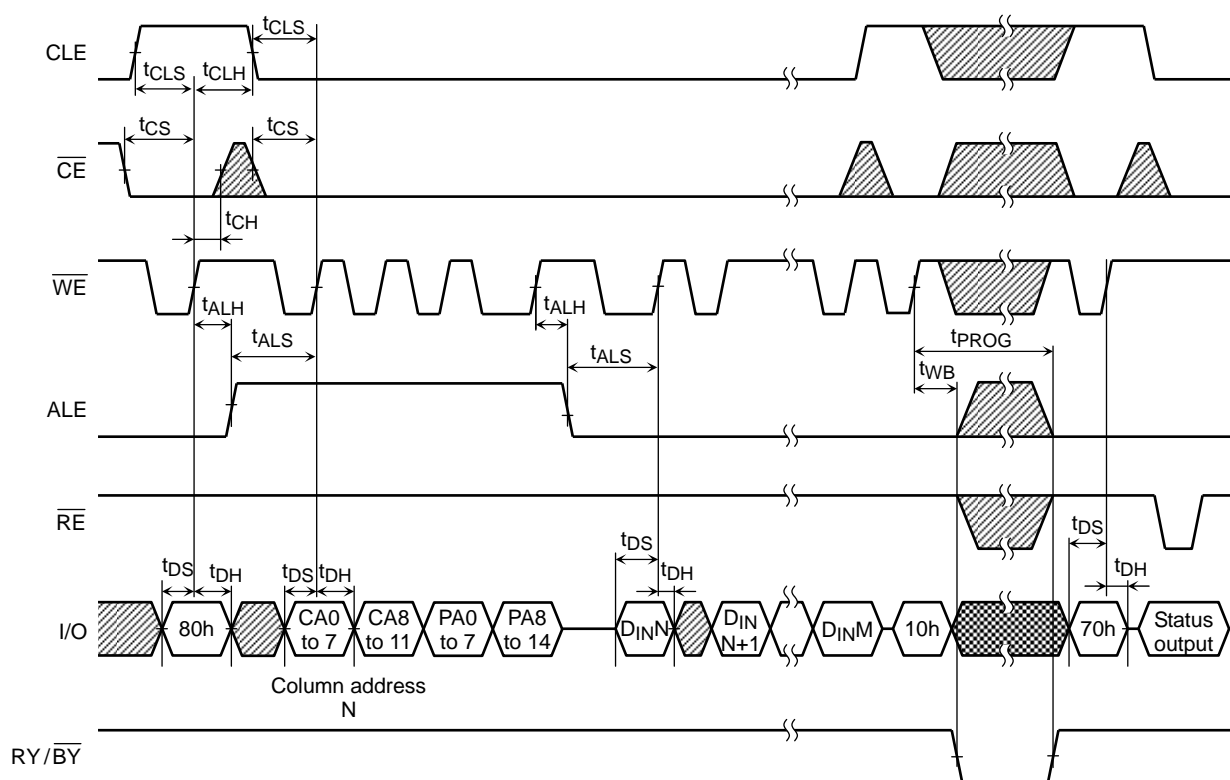 CLE
tCLS
tCLS tCLH
CE
tCS tCS
tCH
WE
tALH tALH
tALS tALS
tPROG
tWB
ALE
RE
tDS tDH tDS tDH tDS tDH tDS tDH
I/O
80h
CA0 to 7
CA8 to 11
PA0 to 7
PA8 to 14
DINN
DIN N+1
DINM
10h
70h
Status output
Column address
N
RY/BY